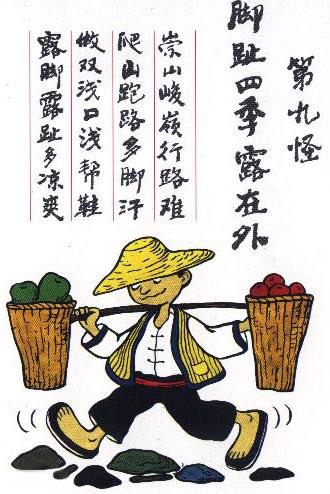 第九怪
脚趾四季露在外
崇山峻嶺行路难
爬山跑路多脚汗
做双浅口浅帮鞋
露脚露趾多凉爽